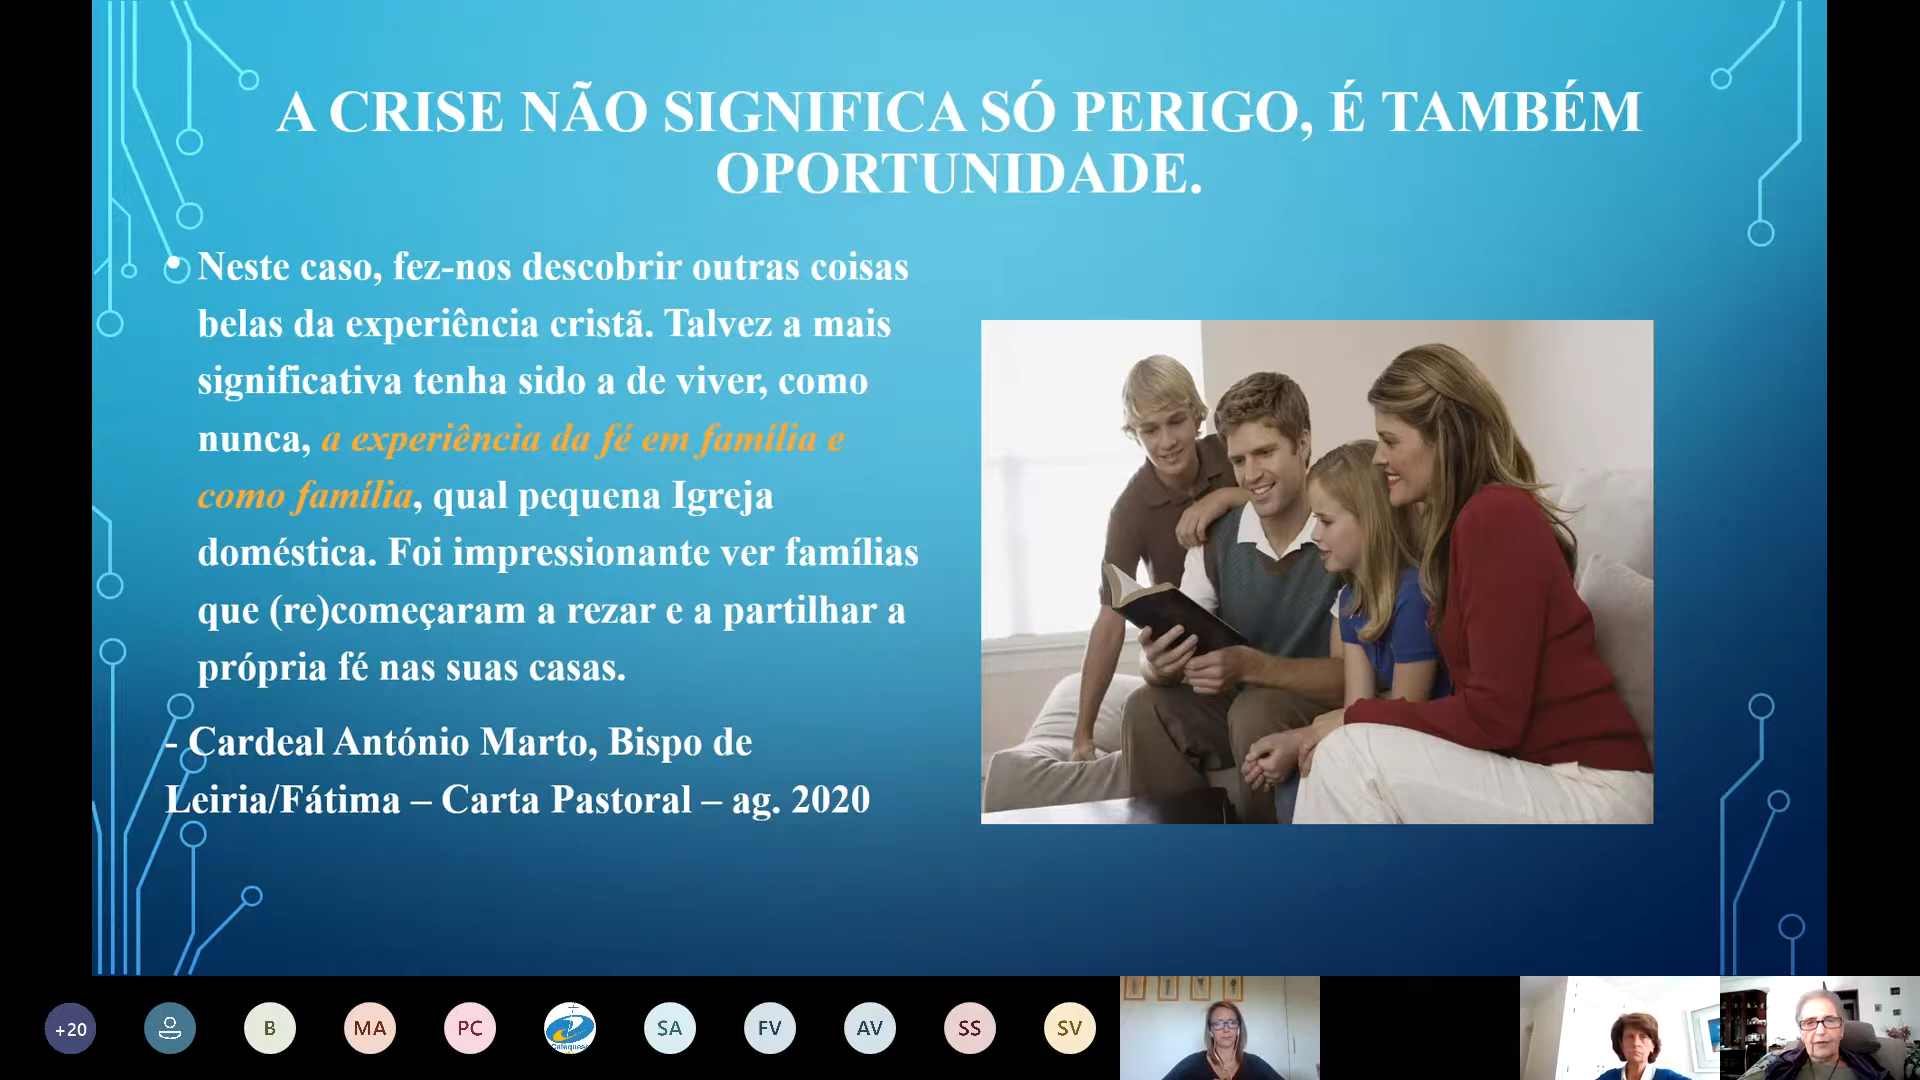 A CRISE NÃO SIGNIFICA SÓ PERIGO, É TAMBÉM
OPORTUNIDADE.
• Neste caso, fez-nos descobrir outras coisas
belas da experiência cristã. Talvez a mais
significativa tenha sido a de viver, como
nunca, a experiência da fé em família e
como família, qual pequena Igreja
doméstica. Foi impressionante ver famílias
que (re)começaram a rezar e a partilhar a
própria fé nas suas casas.
- Cardeal António Marto, Bispo de
Leiria/Fátima – Carta Pastoral – ag. 2020
+20
B
MA
PC
Catequese
SA
FV
AV
SS
SV